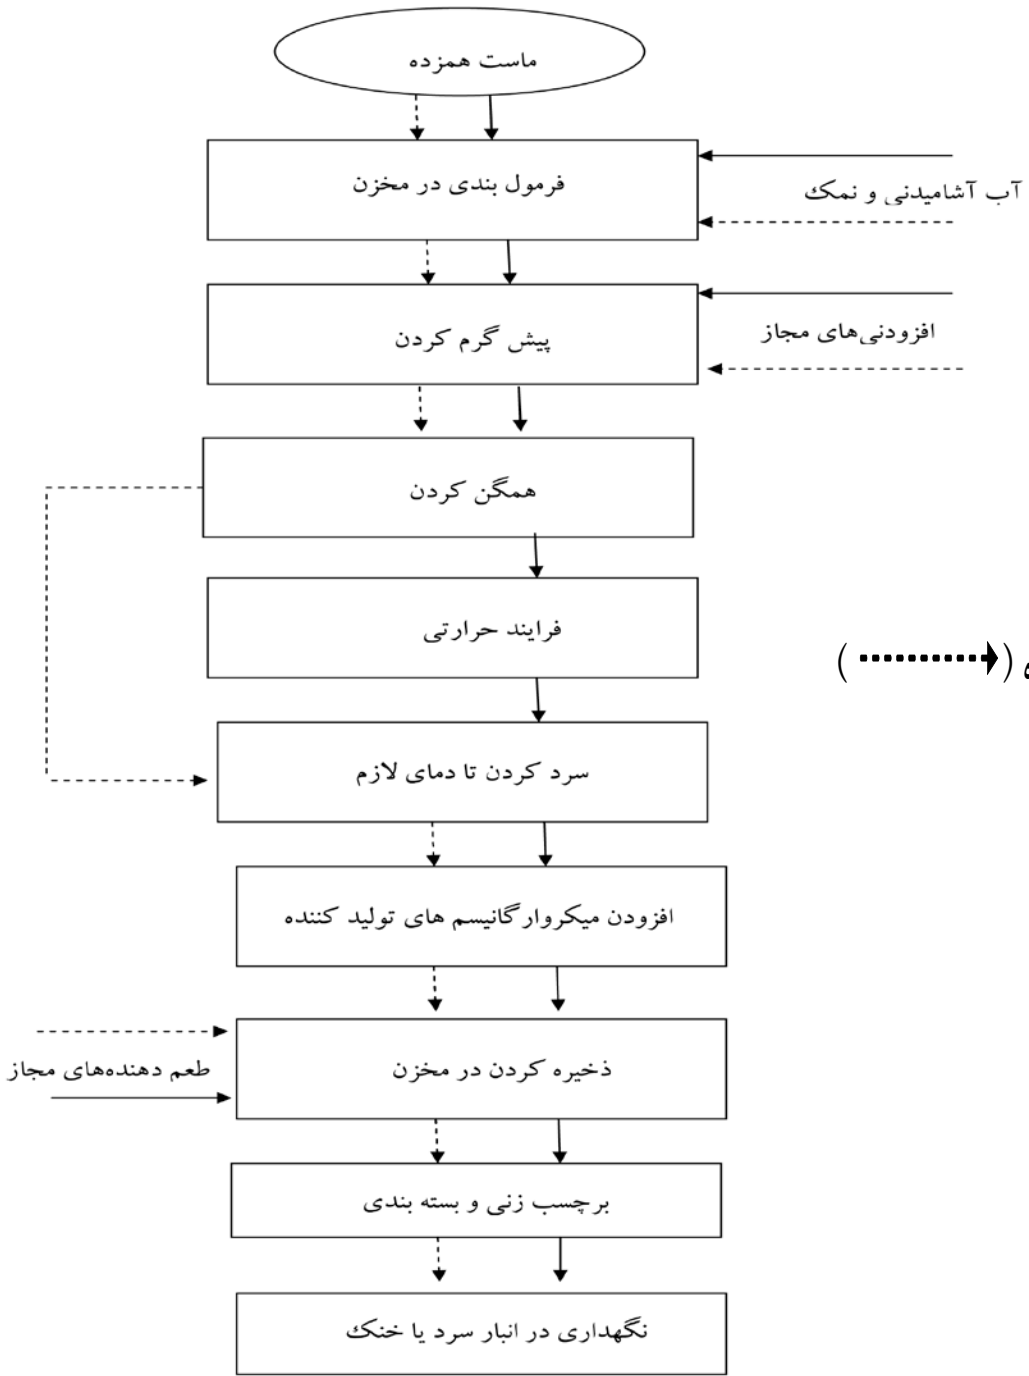 ماست همزده
فرمول بندی در مخزن
آب آشامیدنی و نمک
پیش گرم کردن
افزودنی‌های مجاز
همگن کردن
فرایند حرارتی
سرد کردن تا دمای لازم
افزودن میکروارگانیسم های تولید کننده
ذخیره کردن در مخزن
طعم دهنده‌های مجاز
برچسب زنی و بسته بندی
نگهداری در انبار سرد یا خنک